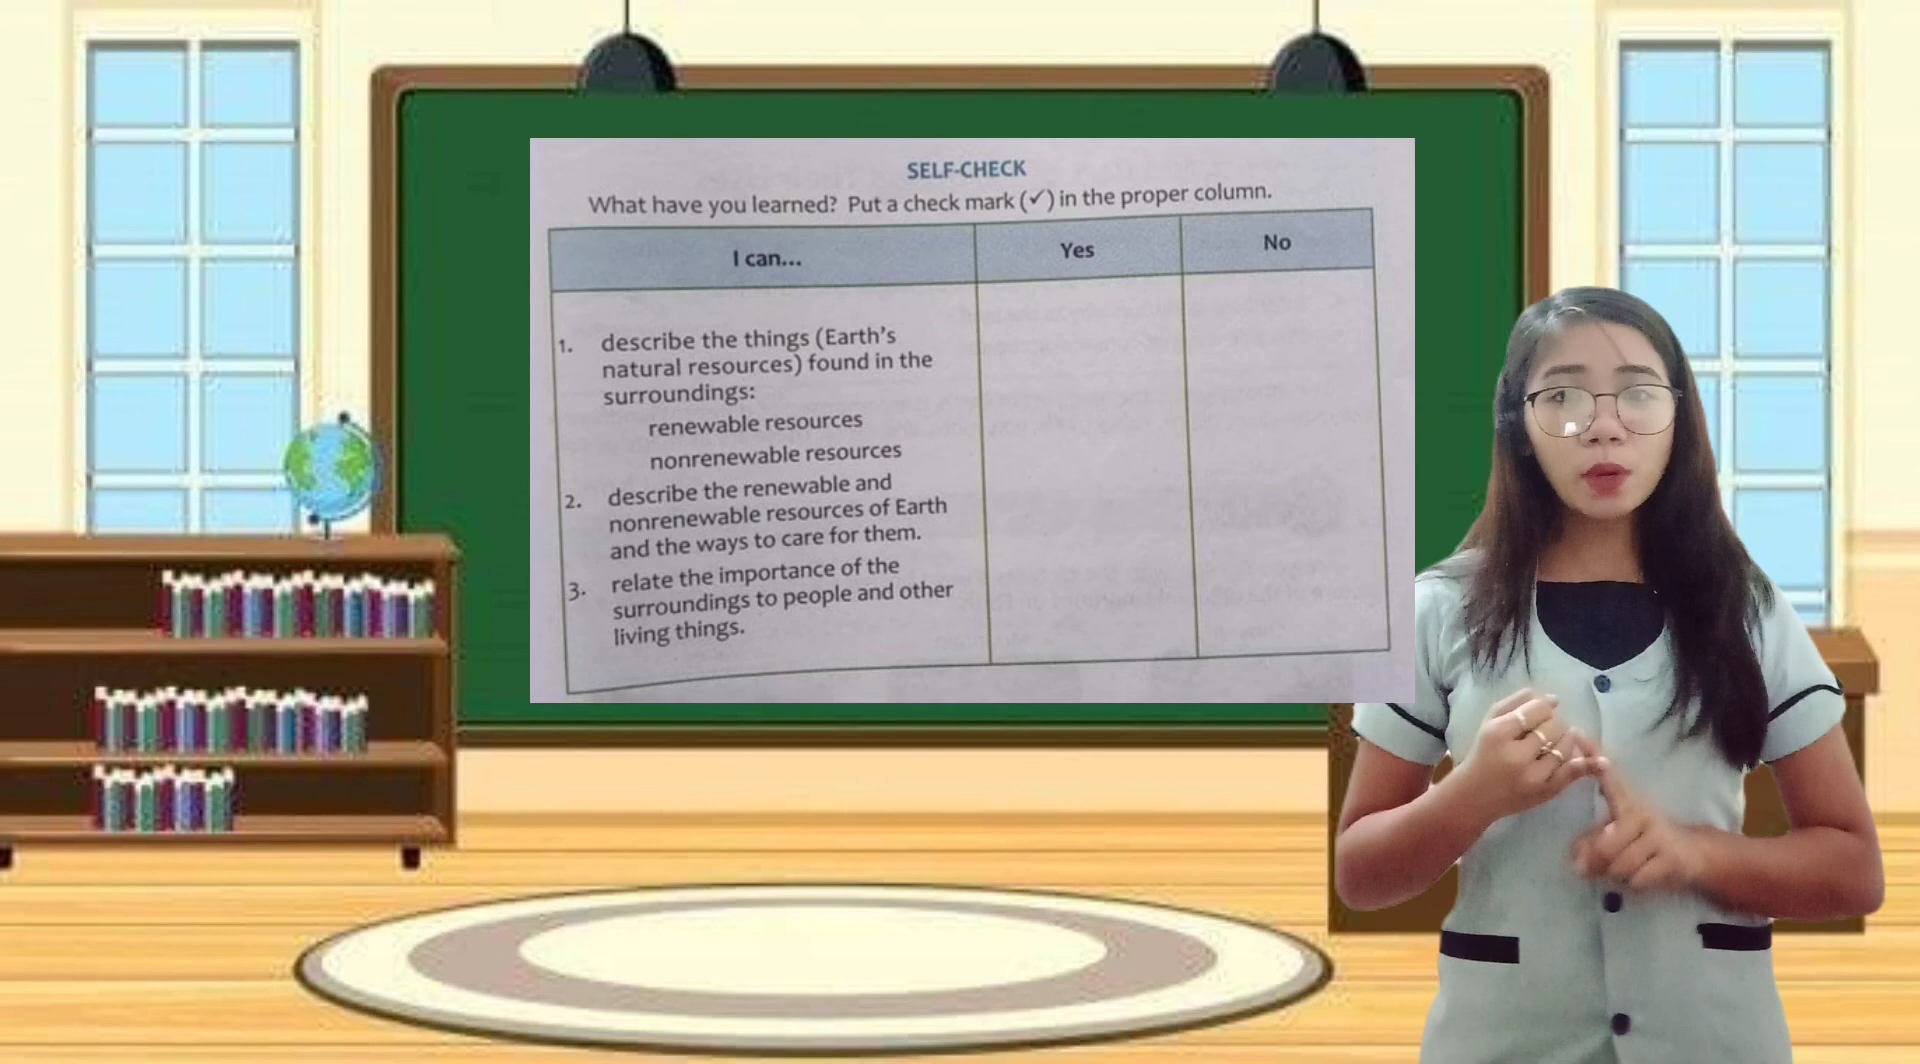 SELF-CHECK
What have you learned? Put a check mark (✓) in the proper column.
I can... Yes No
1. describe the things (Earth's
natural resources) found in the
surroundings:
renewable resources
nonrenewable resources
2. describe the renewable and
nonrenewable resources of Earth
and the ways to care for them.
3. relate the importance of the
surroundings to people and other
living things.